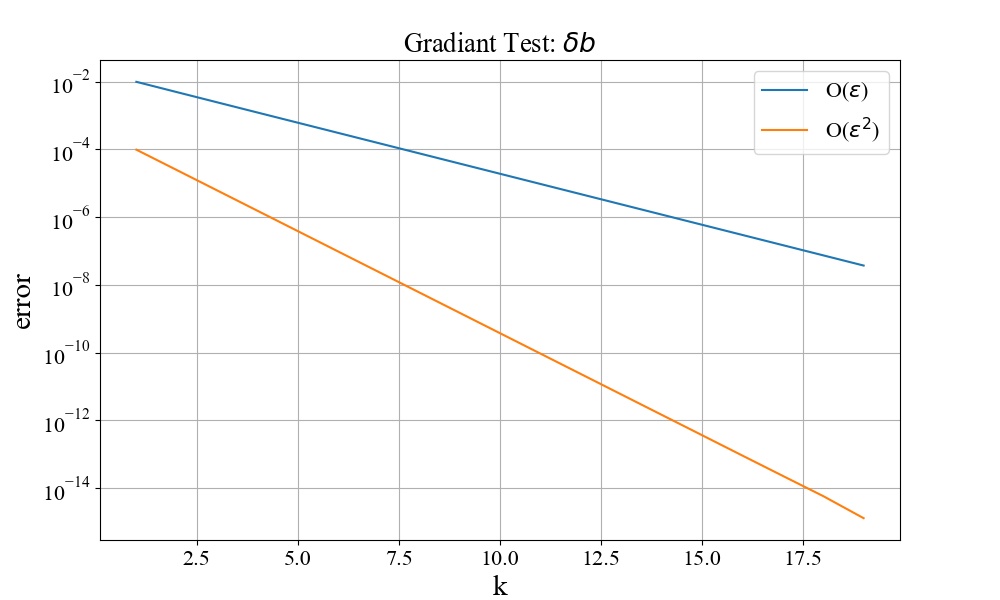 Gradiant Test: δb
O(ε)
O(ε²)
10⁻²
10⁻⁴
10⁻⁶
10⁻⁸
10⁻¹⁰
10⁻¹²
10⁻¹⁴
error
2.5 5.0 7.5 10.0 12.5 15.0 17.5
k